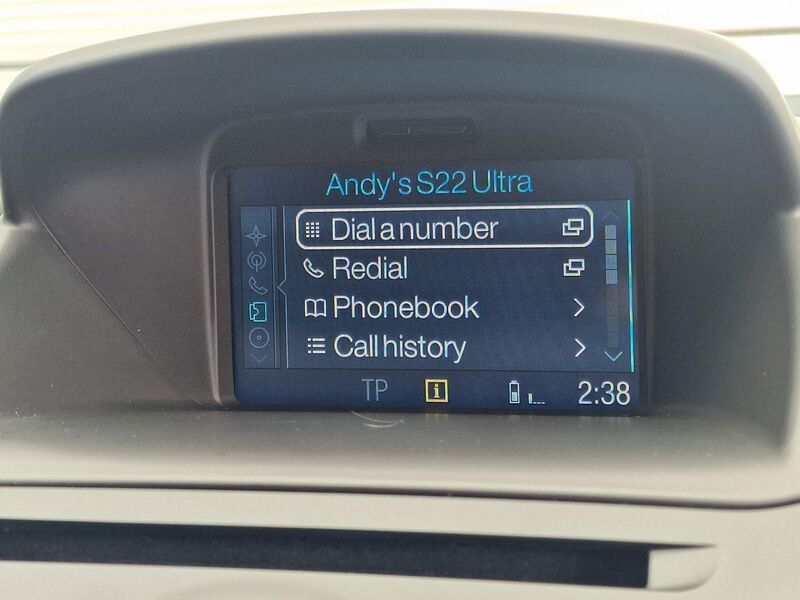 Andy's S22 Ultra
Dial a number
Redial
Phonebook
Call history
TP i 2:38